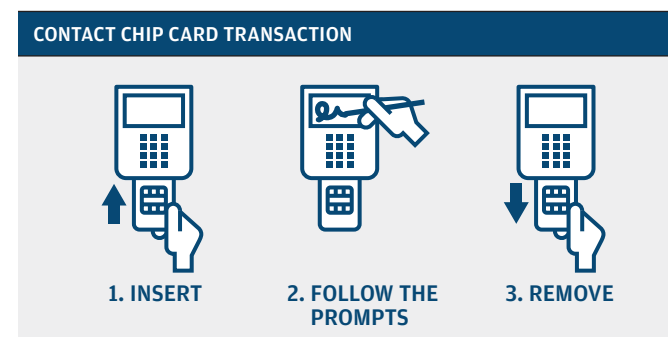 CONTACT CHIP CARD TRANSACTION
1. INSERT
2. FOLLOW THE
PROMPTS
3. REMOVE